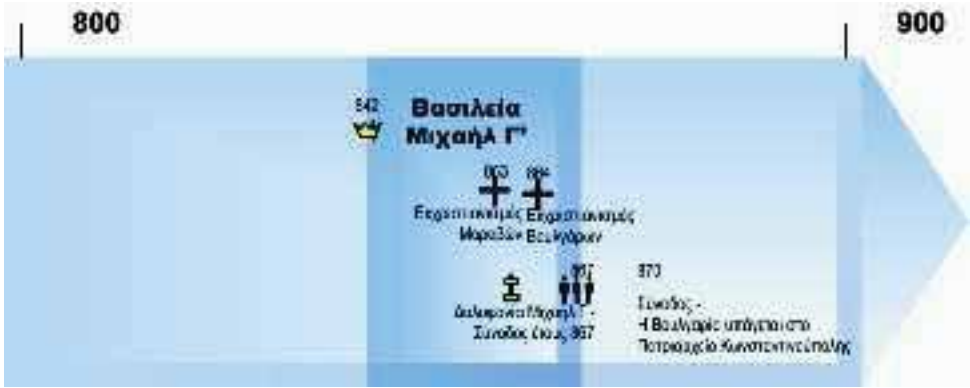 800
900
842
Βασιλεία
Μιχαήλ Γ'
863 864
Εκχριστιανισμός Εκχριστιανισμός
Μοραβών Βουλγάρων
867 870
Δολοφονία Μιχαήλ Γ' -
Σύνοδος έτους 867
Σύνοδος -
Η Βουλγαρία υπάγεται στο
Πατριαρχείο Κωνσταντινούπολης